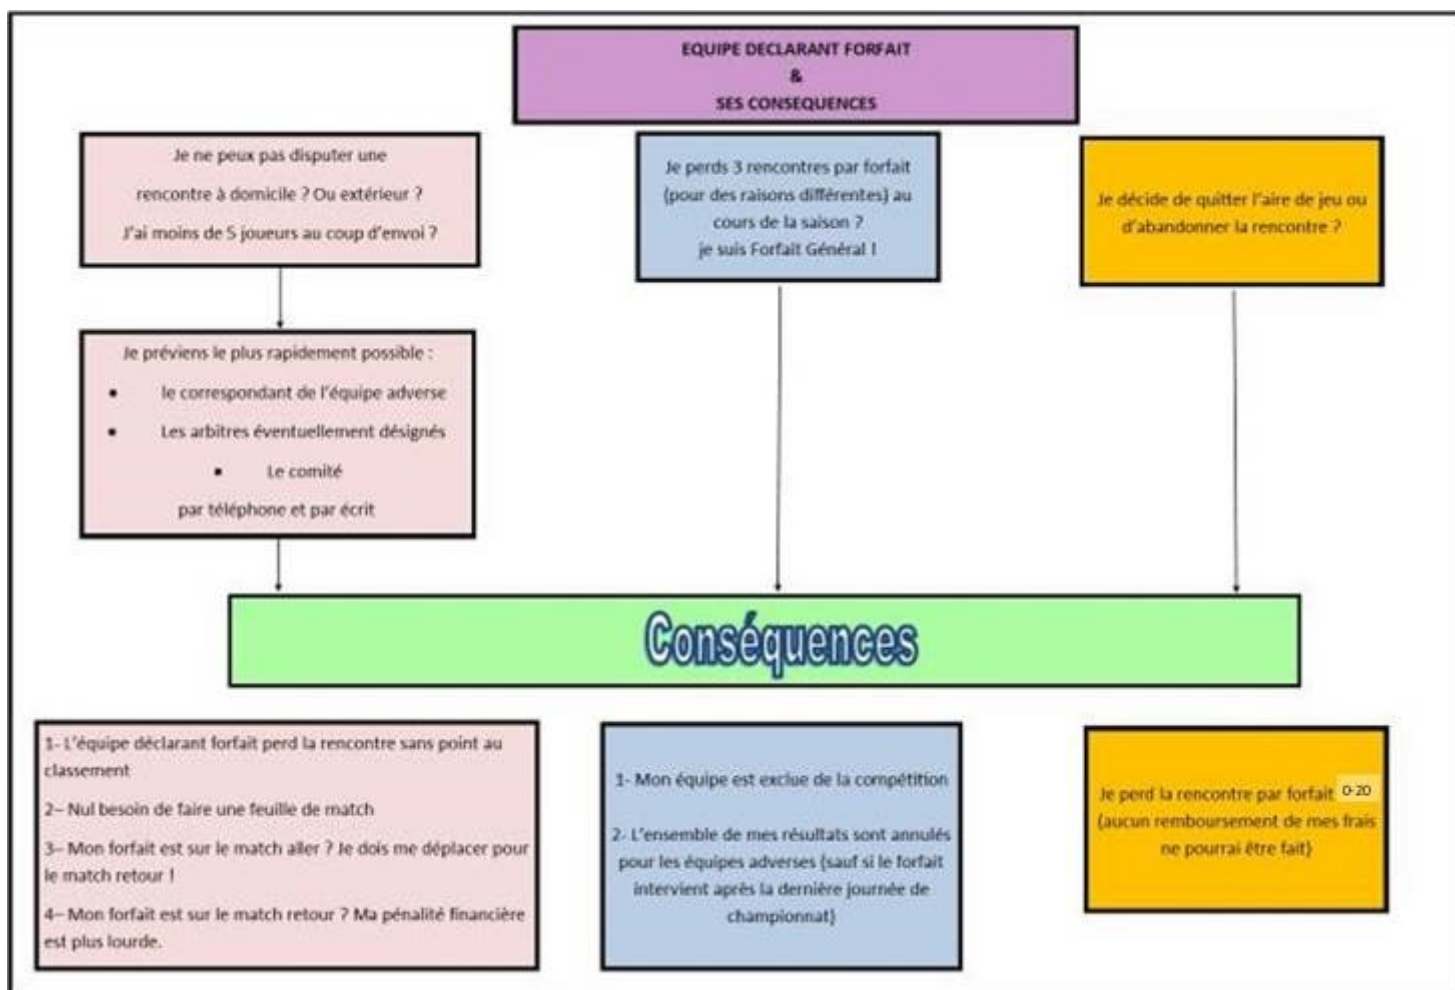 EQUIPE DECLARANT FORFAIT
&
SES CONSEQUENCES
Je ne peux pas disputer une
rencontre à domicile ? Ou extérieur ?
J'ai moins de 5 joueurs au coup d'envoi ?
Je perds 3 rencontres par forfait
(pour des raisons différentes) au
cours de la saison ?
je suis Forfait Général !
Je décide de quitter l'aire de jeu ou
d'abandonner la rencontre ?
Je préviens le plus rapidement possible :
• le correspondant de l'équipe adverse
• Les arbitres éventuellement désignés
• Le comité
par téléphone et par écrit
Conséquences
1- L'équipe déclarant forfait perd la rencontre sans point au
classement
2– Nul besoin de faire une feuille de match
3– Mon forfait est sur le match aller ? Je dois me déplacer pour
le match retour !
4– Mon forfait est sur le match retour ? Ma pénalité financière
est plus lourde.
1- Mon équipe est exclue de la compétition
2- L'ensemble de mes résultats sont annulés
pour les équipes adverses (sauf si le forfait
intervient après la dernière journée de
championnat)
Je perd la rencontre par forfait 0-20
(aucun remboursement de mes frais
ne pourrai être fait)